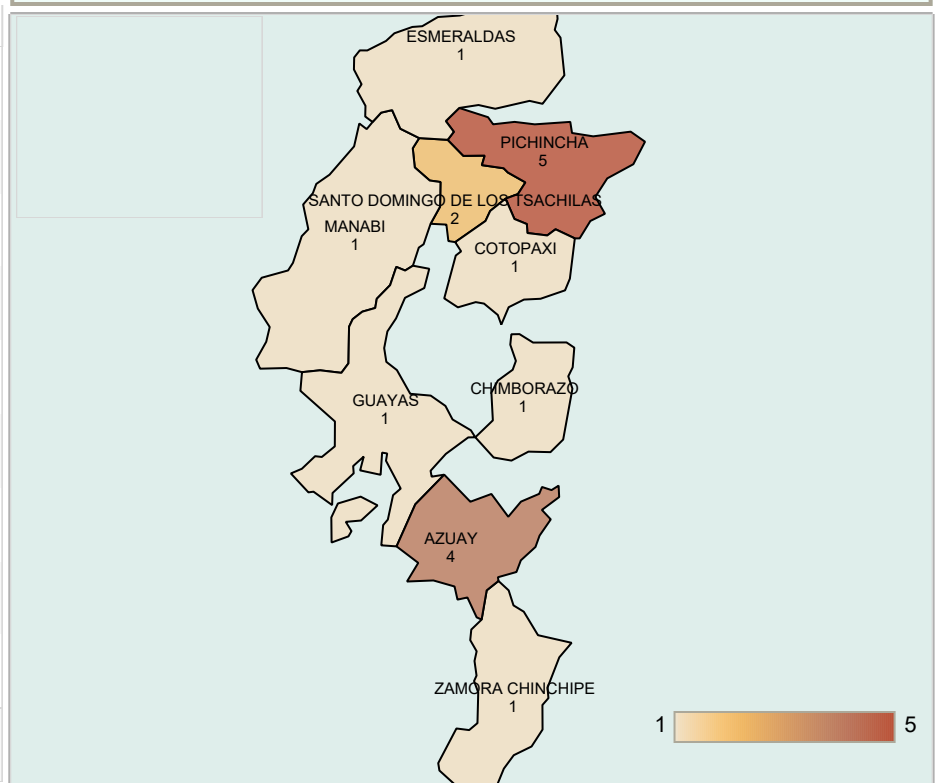 ESMERALDAS
1
PICHINCHA
5
SANTO DOMINGO DE LOS TSACHILAS
2
MANABI
1
COTOPAXI
1
CHIMBORAZO
1
GUAYAS
1
AZUAY
4
ZAMORA CHINCHIPE
1
1 5